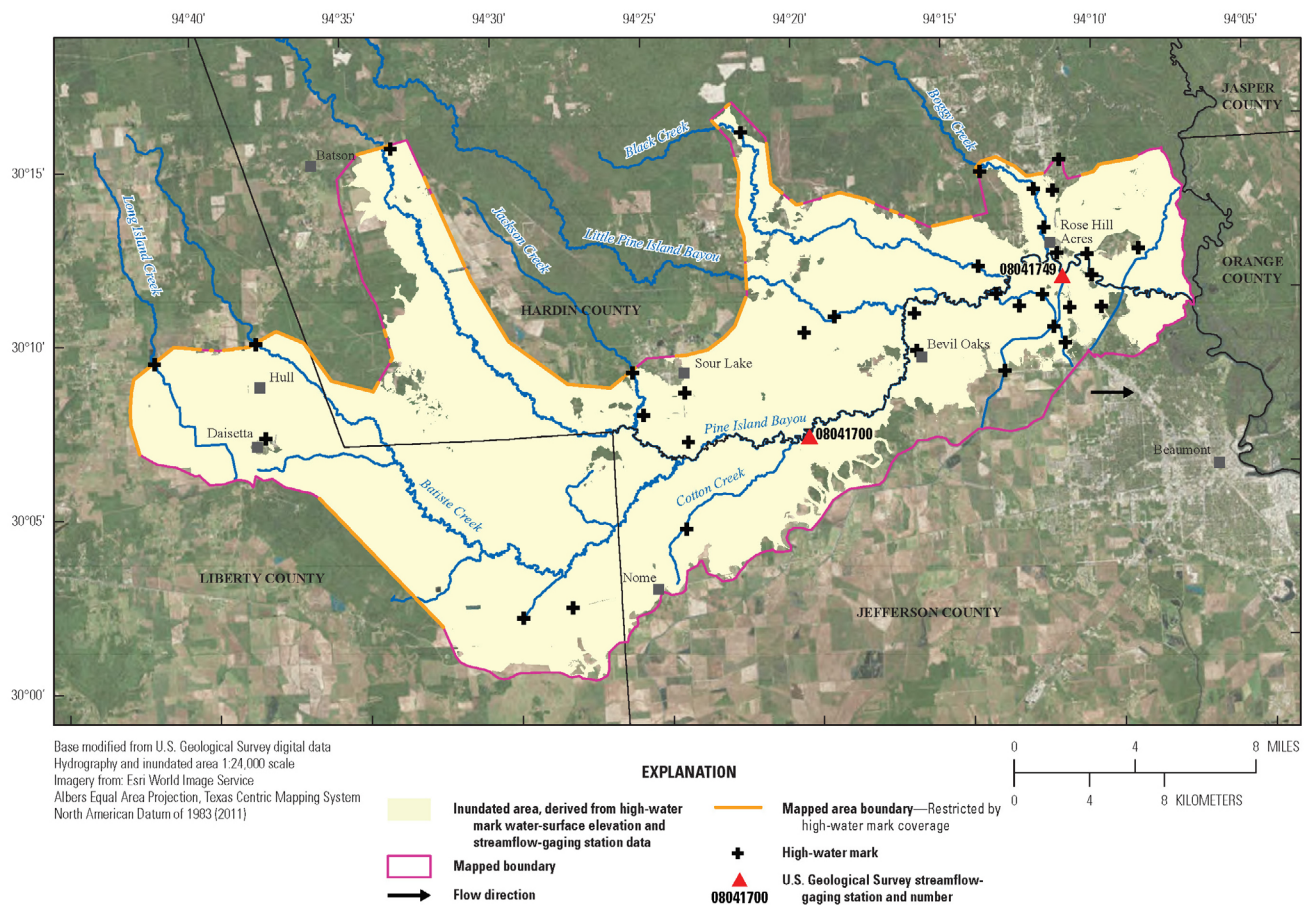 94°40'
94°35'
94°30'
94°25'
94°20'
94°15'
94°10'
94°05'
30°15'
30°10'
30°05'
30°00'
JASPER
COUNTY
Boggy Creek
Black Creek
Batson
Long Island Creek
Jackson Creek
Little Pine Island Bayou
Rose Hill
Acres
08041749
ORANGE
COUNTY
HARDIN COUNTY
Bevil Oaks
Sour Lake
Hull
Daisetta
Pine Island Bayou
08041700
Beaumont
Cotton Creek
Batiste Creek
LIBERTY COUNTY
Nome
JEFFERSON COUNTY
Base modified from U.S. Geological Survey digital data
Hydrography and inundated area 1:24,000 scale
Imagery from: Esri World Image Service
Albers Equal Area Projection, Texas Centric Mapping System
North American Datum of 1983 (2011)
0 4 8 MILES
0 4 8 KILOMETERS
EXPLANATION
Inundated area, derived from high-water
mark water-surface elevation and
streamflow-gaging station data
Mapped boundary
Flow direction
Mapped area boundary—Restricted by
high-water mark coverage
High-water mark
U.S. Geological Survey streamflow-
gaging station and number
08041700